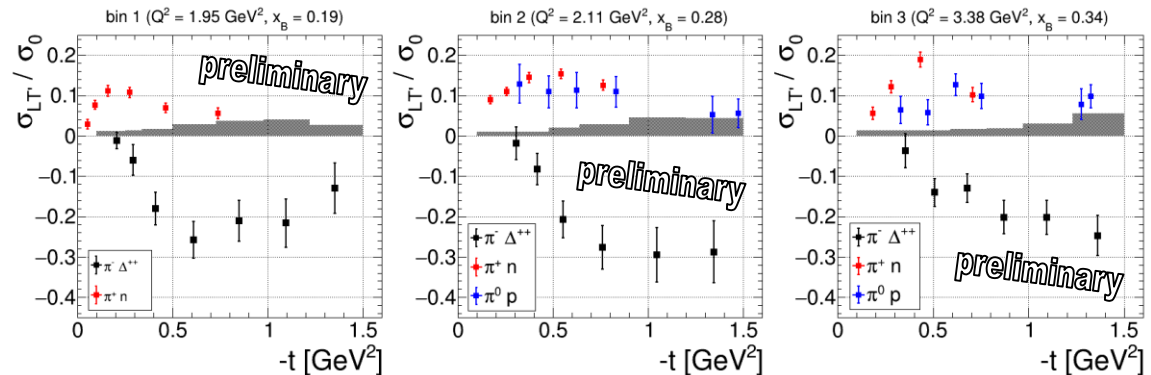 bin 1 (Q² = 1.95 GeV², x_B = 0.19)
σ_LT' / σ_0
preliminary
0.2
0.1
0
−0.1
−0.2
−0.3
−0.4
π⁻ Δ⁺⁺
π⁺ n
0 0.5 1 1.5
-t [GeV²]
bin 2 (Q² = 2.11 GeV², x_B = 0.28)
σ_LT' / σ_0
0.2
0.1
0
−0.1
−0.2
−0.3
−0.4
preliminary
π⁻ Δ⁺⁺
π⁺ n
π⁰ p
0 0.5 1 1.5
-t [GeV²]
bin 3 (Q² = 3.38 GeV², x_B = 0.34)
σ_LT' / σ_0
0.2
0.1
0
−0.1
−0.2
−0.3
−0.4
preliminary
π⁻ Δ⁺⁺
π⁺ n
π⁰ p
0 0.5 1 1.5
-t [GeV²]